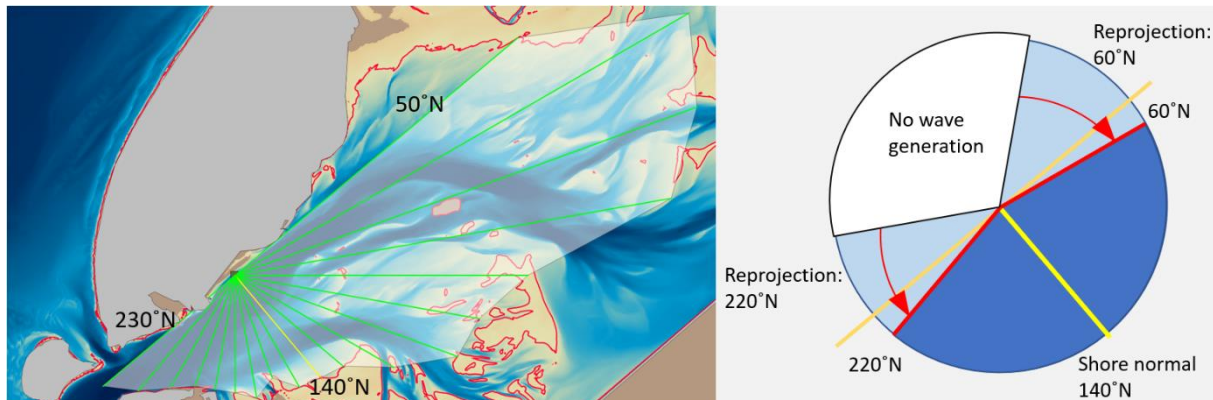 50˚N
230˚N
140˚N
Reprojection:
60˚N
60˚N
No wave
generation
Reprojection:
220˚N
220˚N
Shore normal
140˚N